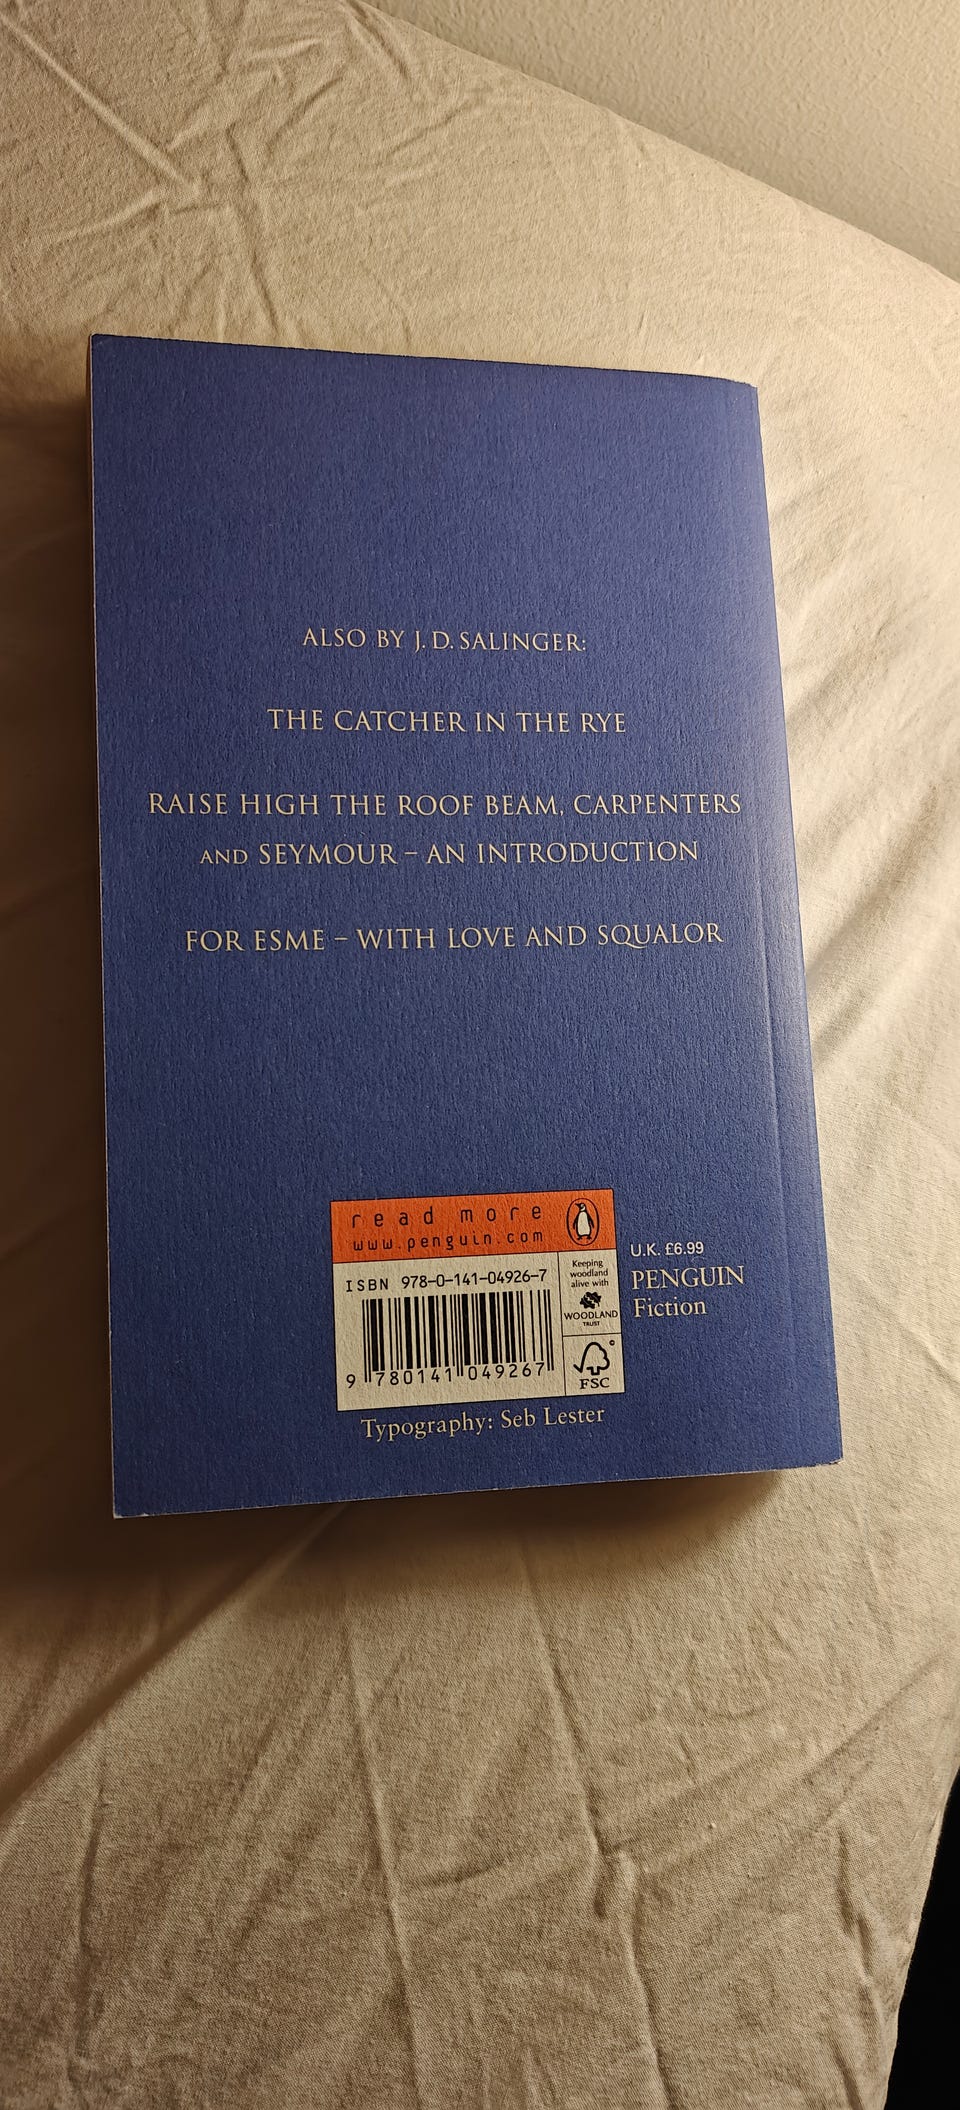 ALSO BY J. D. SALINGER:
THE CATCHER IN THE RYE
RAISE HIGH THE ROOF BEAM, CARPENTERS
AND SEYMOUR – AN INTRODUCTION
FOR ESME – WITH LOVE AND SQUALOR
read more
www.penguin.com
ISBN 978-0-141-04926-7
9 780141 049267
Keeping
woodland
alive with
WOODLAND
TRUST
FSC
U.K. £6.99
PENGUIN
Fiction
Typography: Seb Lester